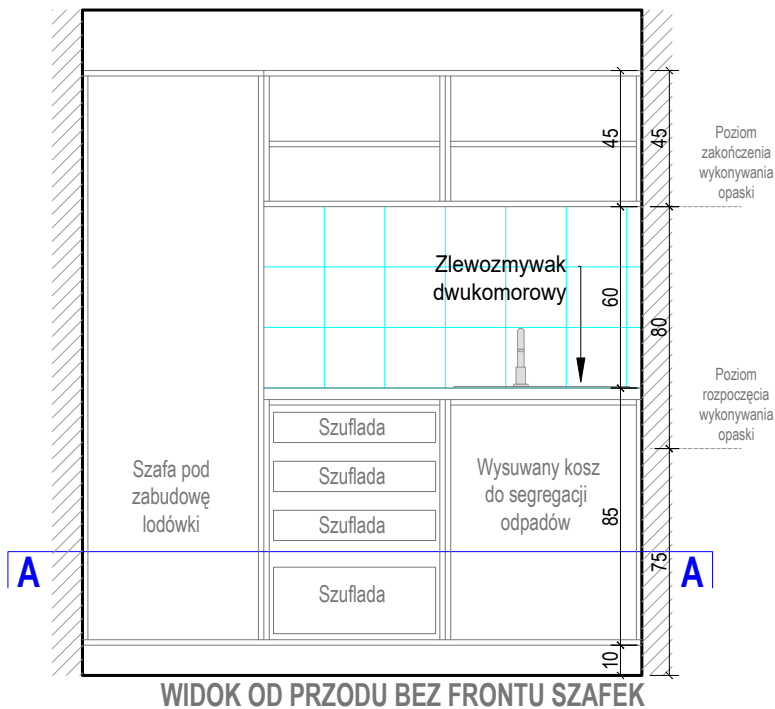 45
45
Poziom
zakończenia
wykonywania
opaski
Zlewozmywak
dwukomorowy
60
80
Poziom
rozpoczęcia
wykonywania
opaski
Szuflada
Szuflada
Szuflada
Szuflada
Szafa pod
zabudowę
lodówki
Wysuwany kosz
do segregacji
odpadów
85
75
A
A
10
WIDOK OD PRZODU BEZ FRONTU SZAFEK